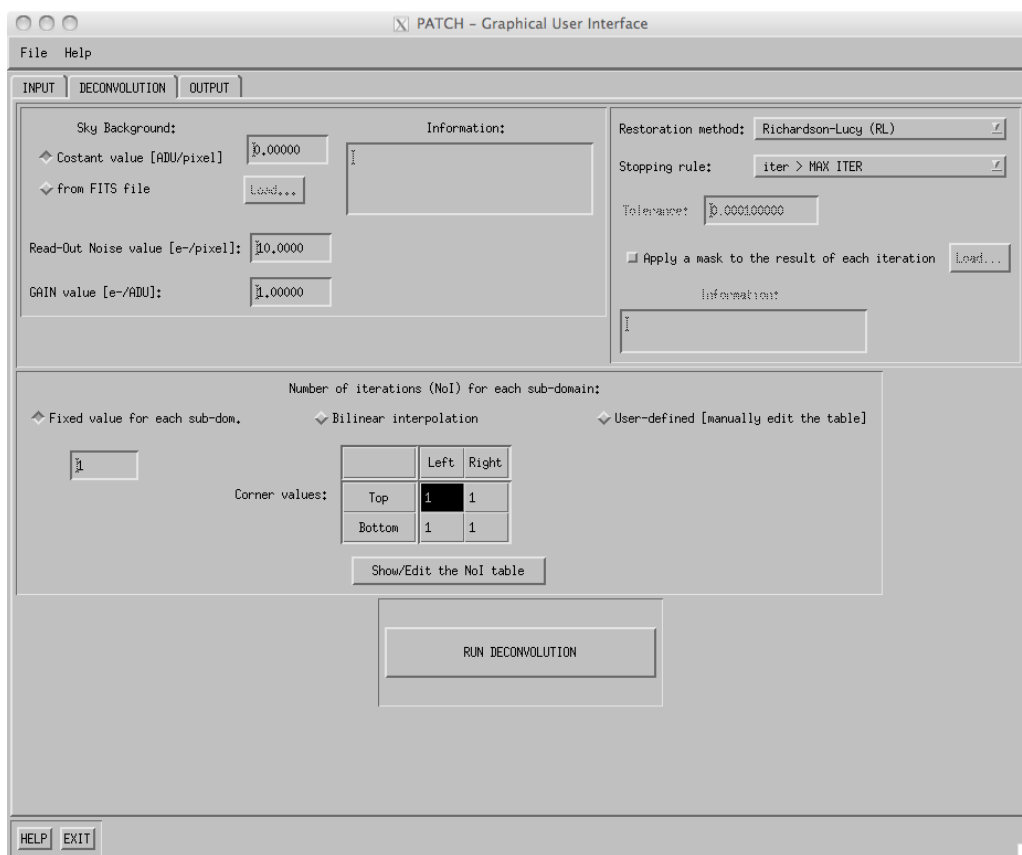 PATCH - Graphical User Interface
File Help
INPUT DECONVOLUTION OUTPUT
Sky Background:
Costant value [ADU/pixel] 0.00000
from FITS file Load...
Information:
Read-Out Noise value [e-/pixel]: 10.0000
GAIN value [e-/ADU]: 1.00000
Restoration method: Richardson-Lucy (RL)
Stopping rule: iter > MAX ITER
Tolerance: 0.000100000
Apply a mask to the result of each iteration Load...
Information:
Number of iterations (NoI) for each sub-domain:
Fixed value for each sub-dom. Bilinear interpolation User-defined [manually edit the table]
1
Left Right
Corner values:
Top 1 1
Bottom 1 1
Show/Edit the NoI table
RUN DECONVOLUTION
HELP EXIT